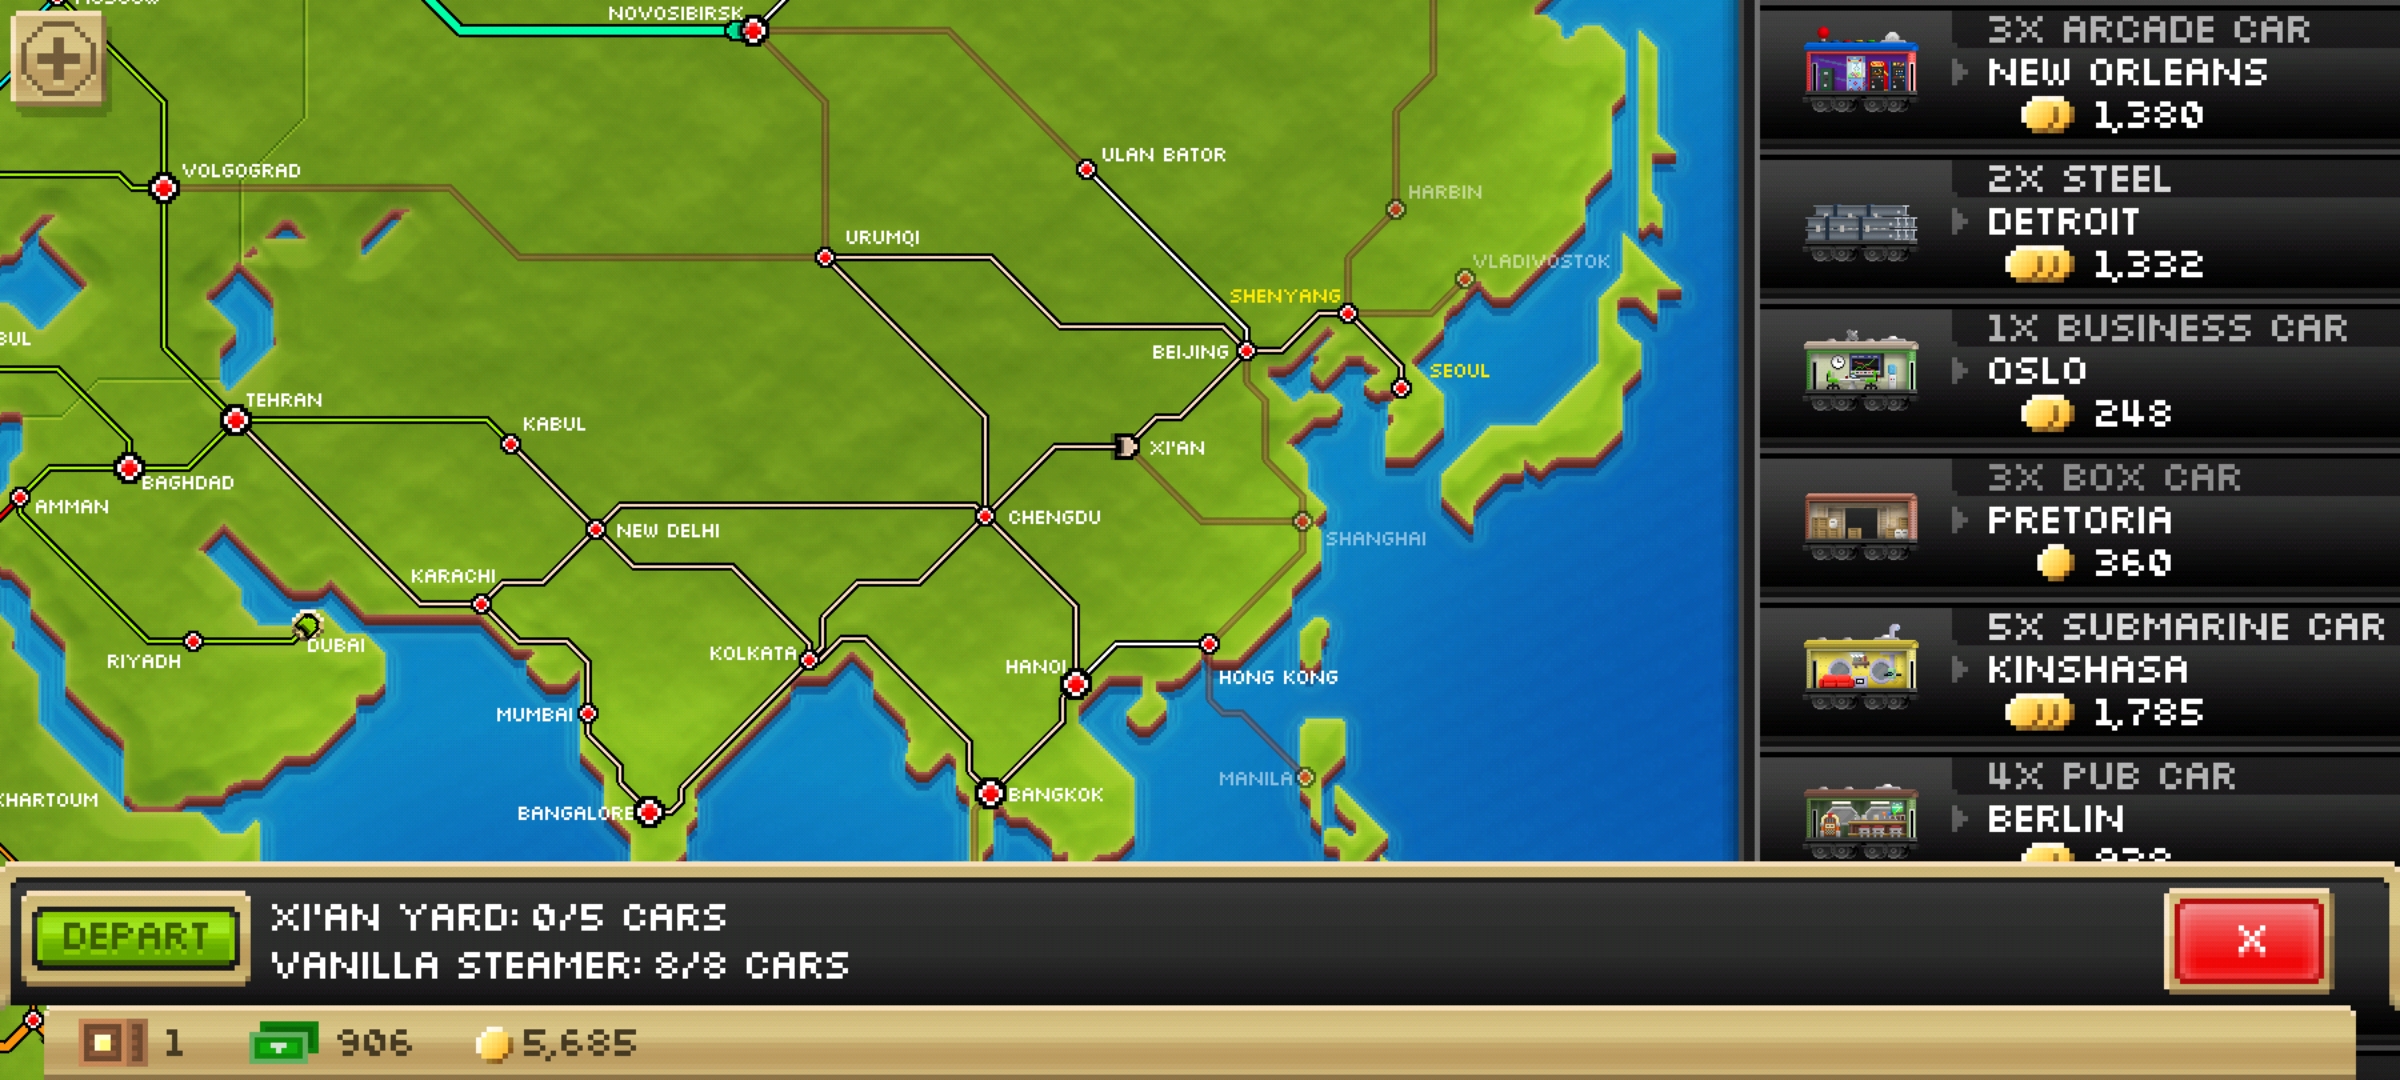 NOVOSIBIRSK
ULAN BATOR
VOLGOGRAD
HARBIN
URUMQI
VLADIVOSTOK
SHENYANG
BEIJING
SEOUL
TEHRAN
KABUL
XI'AN
BAGHDAD
AMMAN
CHENGDU
NEW DELHI
SHANGHAI
KARACHI
DUBAI
RIYADH
KOLKATA
HANOI
HONG KONG
MUMBAI
MANILA
BANGKOK
KHARTOUM
BANGALORE
3X ARCADE CAR
NEW ORLEANS
1,380
2X STEEL
DETROIT
1,332
1X BUSINESS CAR
OSLO
248
3X BOX CAR
PRETORIA
360
5X SUBMARINE CAR
KINSHASA
1,785
4X PUB CAR
BERLIN
DEPART
XI'AN YARD: 0/5 CARS
VANILLA STEAMER: 8/8 CARS
X
1
906
5,685